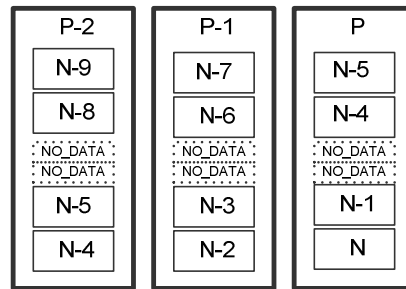 P-2
N-9
N-8
NO_DATA
NO_DATA
N-5
N-4
P-1
N-7
N-6
NO_DATA
NO_DATA
N-3
N-2
P
N-5
N-4
NO_DATA
NO_DATA
N-1
N